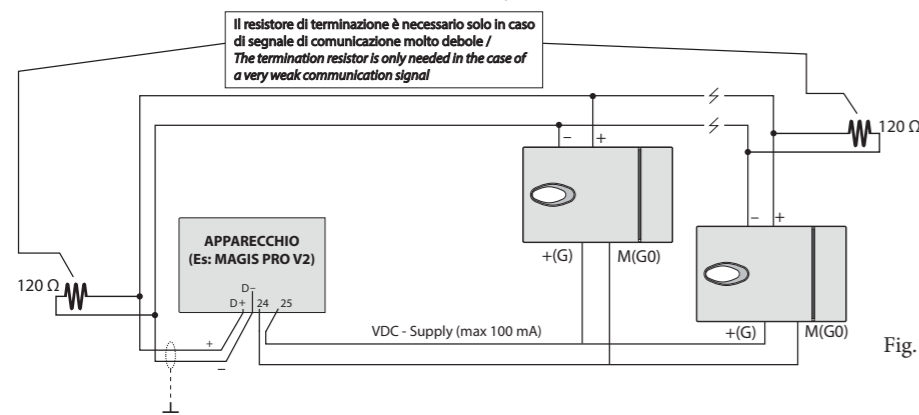 Il resistore di terminazione è necessario solo in caso
di segnale di comunicazione molto debole /
The termination resistor is only needed in the case of
a very weak communication signal
120 Ω
- +
- +
APPARECCHIO
(Es: MAGIS PRO V2)
+(G) M(G0)
120 Ω
D-
D+ 24 25
VDC - Supply (max 100 mA)
+(G) M(G0)
+
-
Fig.